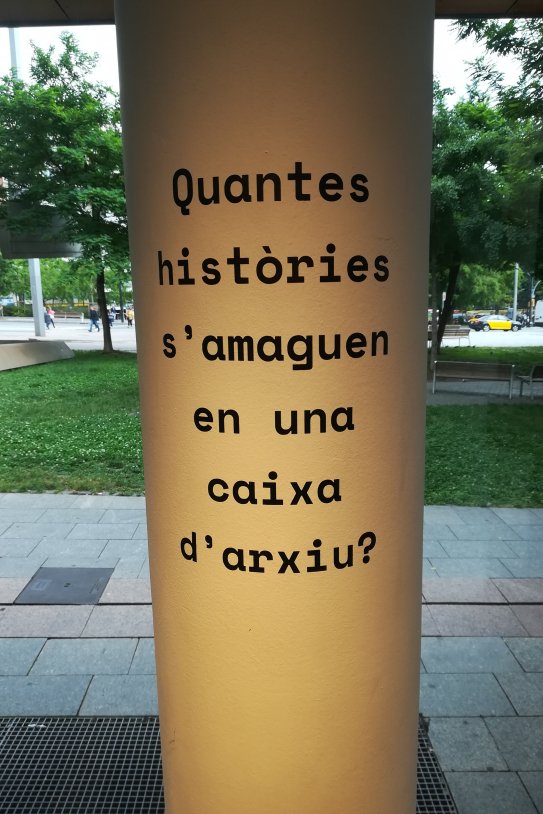 Quantes
històries
s’amaguen
en una
caixa
d’arxiu?